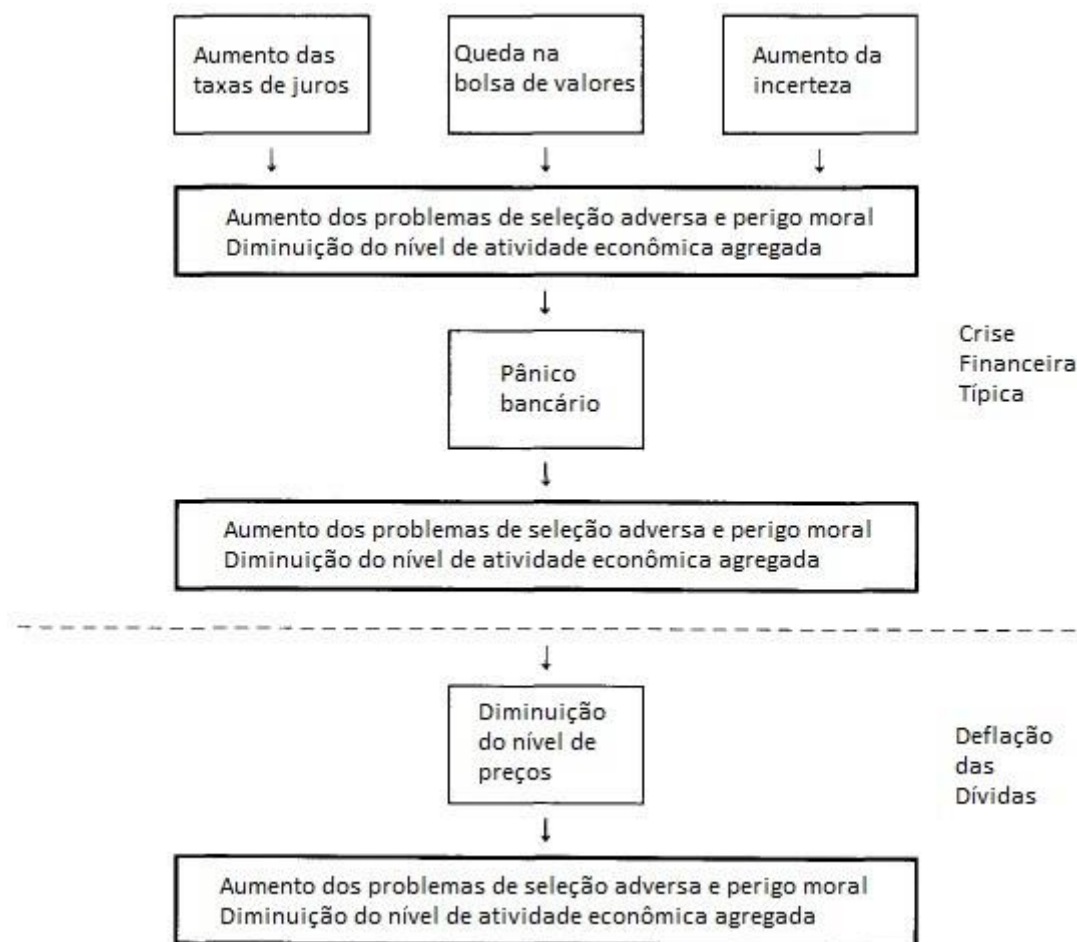 Aumento das
taxas de juros
Queda na
bolsa de valores
Aumento da
incerteza
Aumento dos problemas de seleção adversa e perigo moral
Diminuição do nível de atividade econômica agregada
Pânico
bancário
Crise
Financeira
Típica
Aumento dos problemas de seleção adversa e perigo moral
Diminuição do nível de atividade econômica agregada
Diminuição
do nível de
preços
Deflação
das
Dívidas
Aumento dos problemas de seleção adversa e perigo moral
Diminuição do nível de atividade econômica agregada